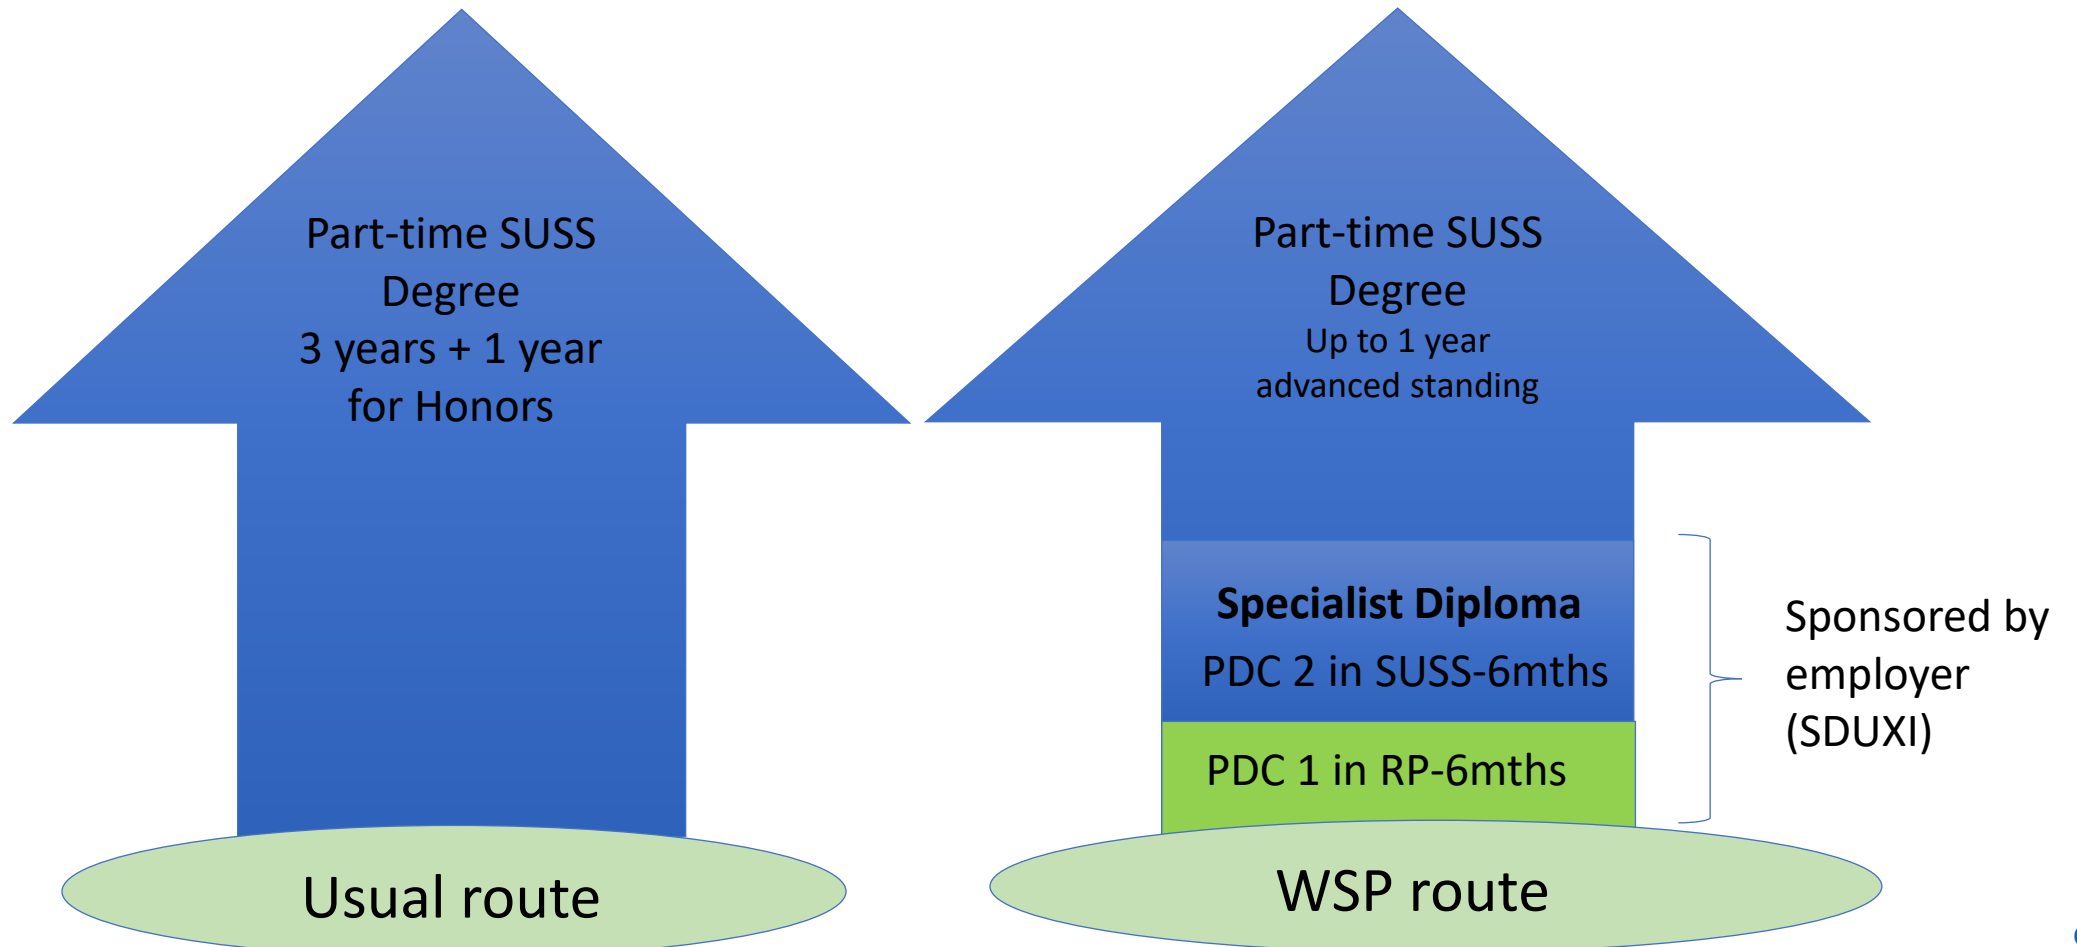 Part-time SUSS
Degree
3 years + 1 year
for Honors
Usual route
Part-time SUSS
Degree
Up to 1 year
advanced standing
Specialist Diploma
PDC 2 in SUSS-6mths
PDC 1 in RP-6mths
WSP route
Sponsored by
employer
(SDUXI)